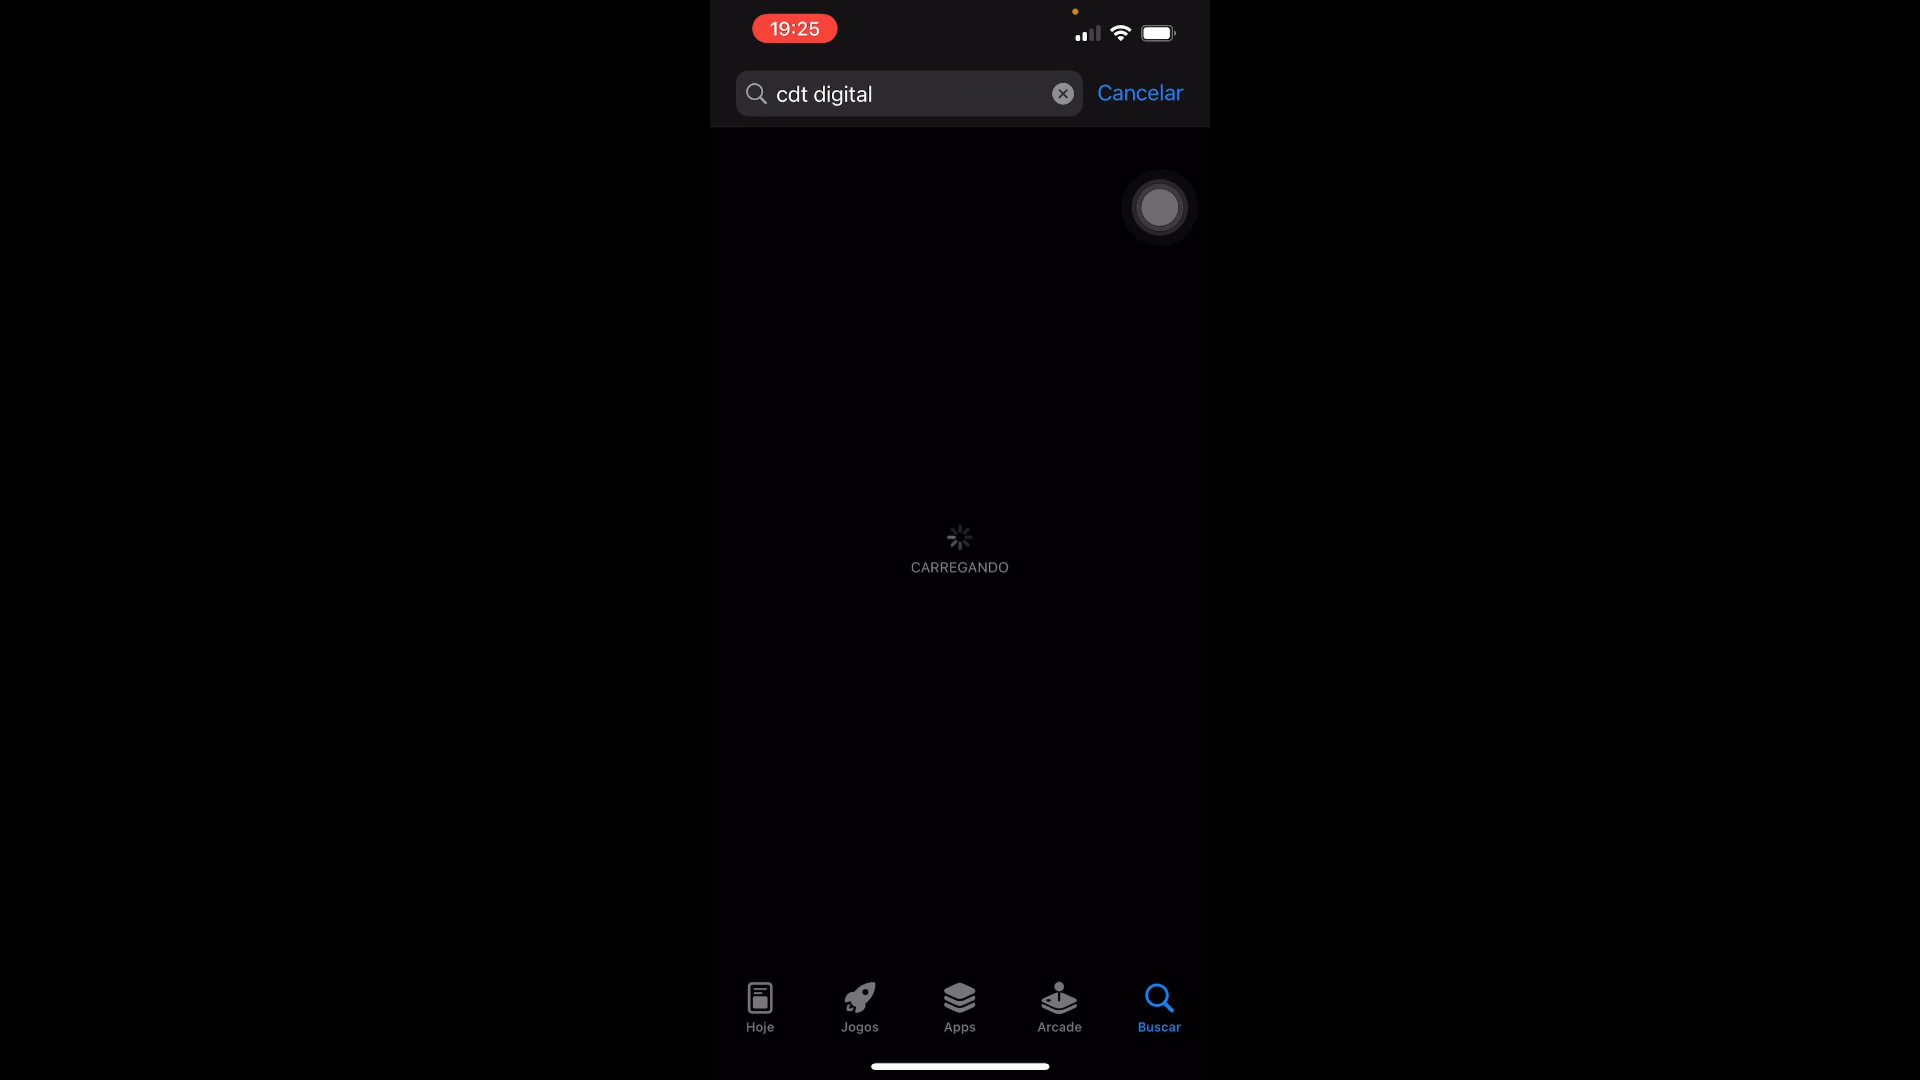 19:25
cdt digital
Cancelar
CARREGANDO
Hoje
Jogos
Apps
Arcade
Buscar